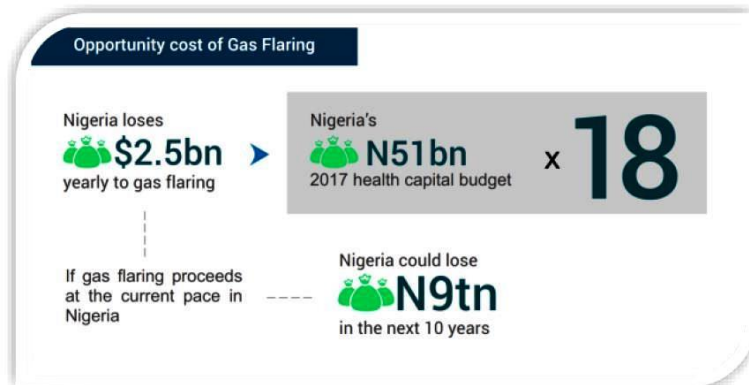 Opportunity cost of Gas Flaring
Nigeria loses
$2.5bn
yearly to gas flaring
Nigeria's
N51bn
2017 health capital budget
x 18
If gas flaring proceeds
at the current pace in
Nigeria
Nigeria could lose
N9tn
in the next 10 years